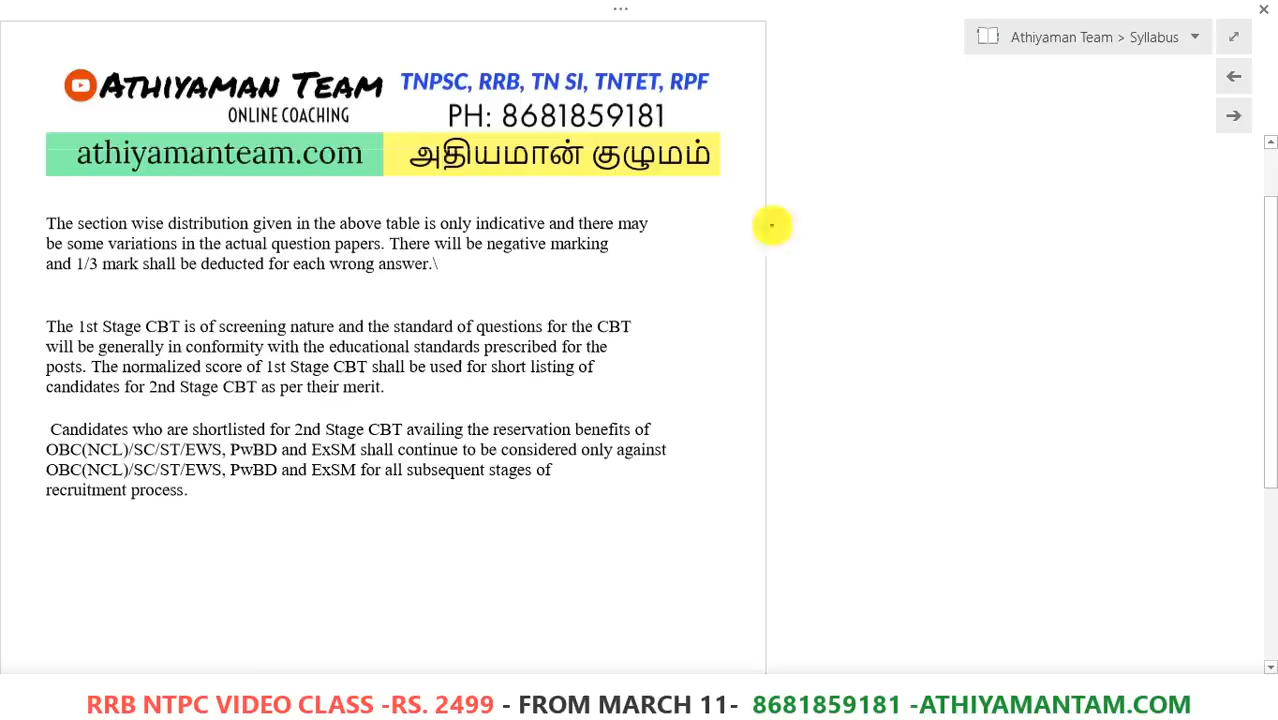 Athiyaman Team > Syllabus
ATHIYAMAN TEAM
ONLINE COACHING
TNPSC, RRB, TN SI, TNTET, RPF
PH: 8681859181
athiyamanteam.com
அதியமான் குழுமம்
The section wise distribution given in the above table is only indicative and there may
be some variations in the actual question papers. There will be negative marking
and 1/3 mark shall be deducted for each wrong answer.\
The 1st Stage CBT is of screening nature and the standard of questions for the CBT
will be generally in conformity with the educational standards prescribed for the
posts. The normalized score of 1st Stage CBT shall be used for short listing of
candidates for 2nd Stage CBT as per their merit.
Candidates who are shortlisted for 2nd Stage CBT availing the reservation benefits of
OBC(NCL)/SC/ST/EWS, PwBD and ExSM shall continue to be considered only against
OBC(NCL)/SC/ST/EWS, PwBD and ExSM for all subsequent stages of
recruitment process.
RRB NTPC VIDEO CLASS -RS. 2499 - FROM MARCH 11- 8681859181 -ATHIYAMANTAM.COM